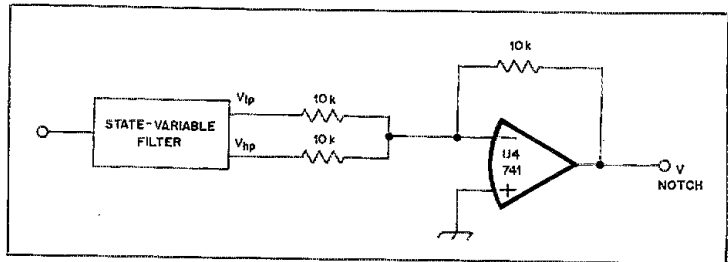 10k
Vlp
10k
STATE-VARIABLE
FILTER
10k
Vhp
U4
741
V
NOTCH